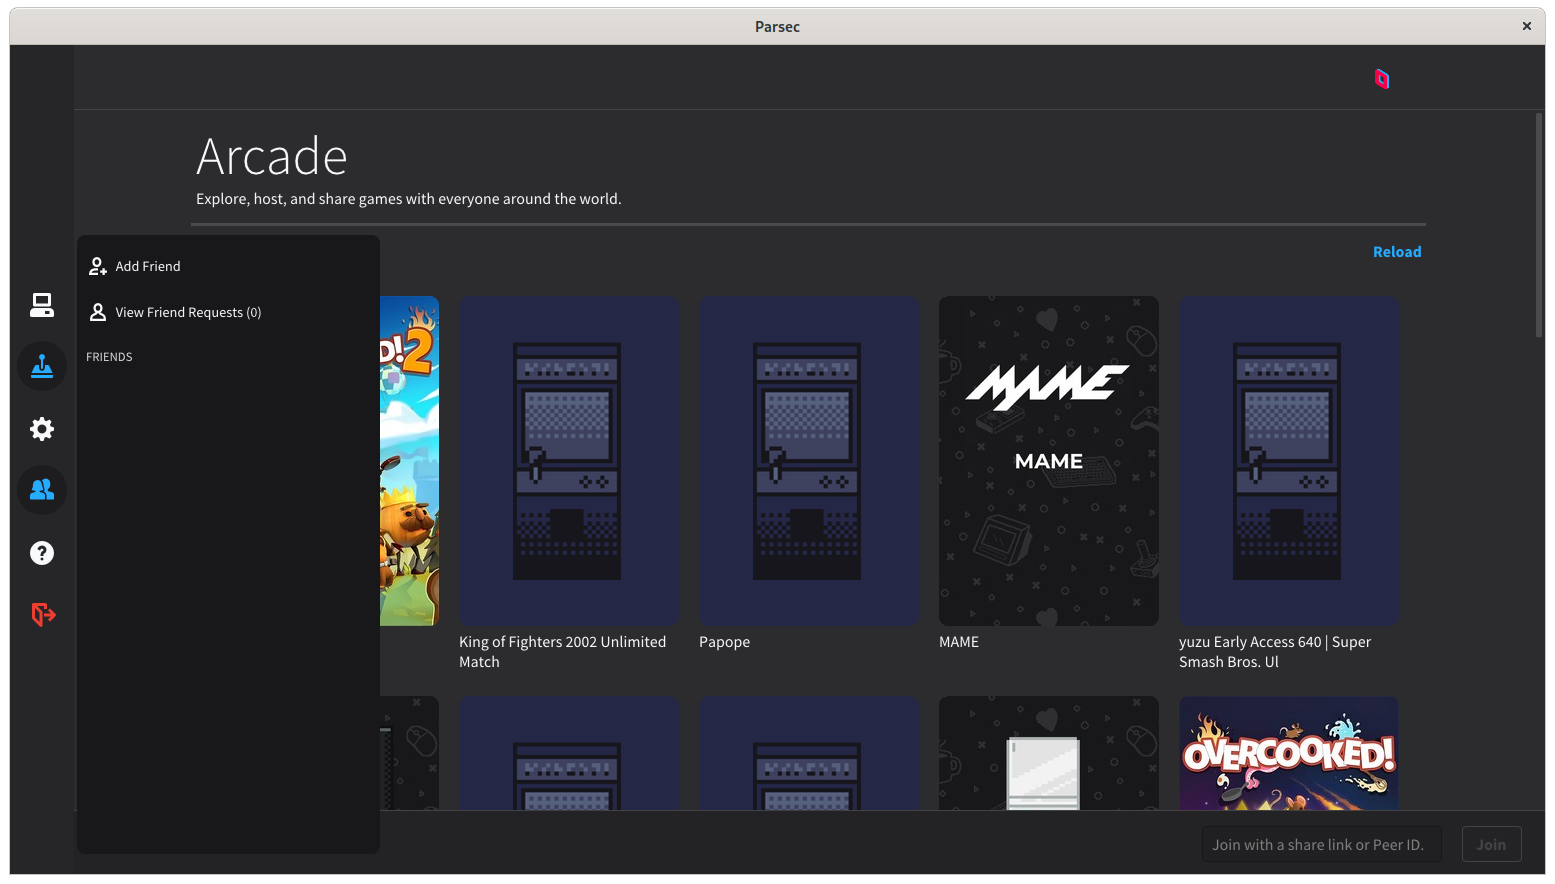 Parsec
Arcade
Explore, host, and share games with everyone around the world.
Reload
Add Friend
View Friend Requests (0)
FRIENDS
D!2
MAME
MAME
King of Fighters 2002 Unlimited
Match
Papope
MAME
yuzu Early Access 640 | Super
Smash Bros. Ul
OVERCOOKED!
Join with a share link or Peer ID.
Join